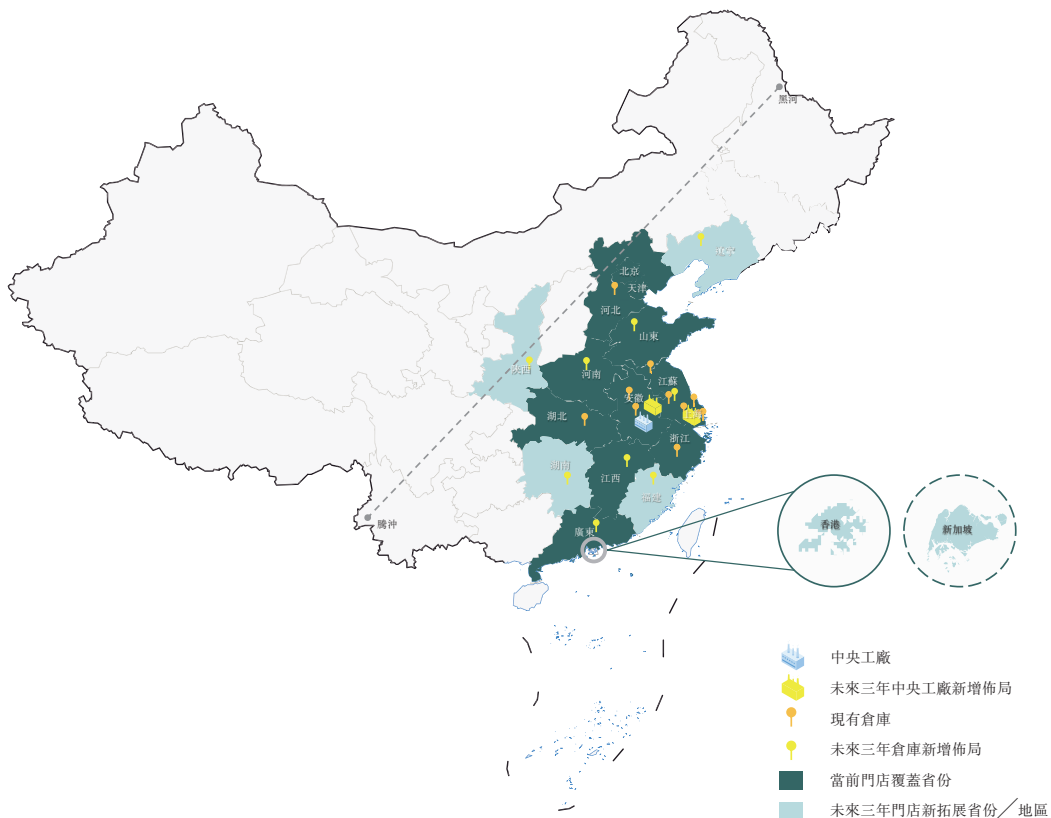 黑河
遼寧
北京
天津
河北
山東
陝西
河南
江蘇
安徽
湖北
上海
浙江
湖南
江西
福建
騰沖
廣東
香港
新加坡
中央工廠
未來三年中央工廠新增佈局
現有倉庫
未來三年倉庫新增佈局
當前門店覆蓋省份
未來三年門店新拓展省份／地區